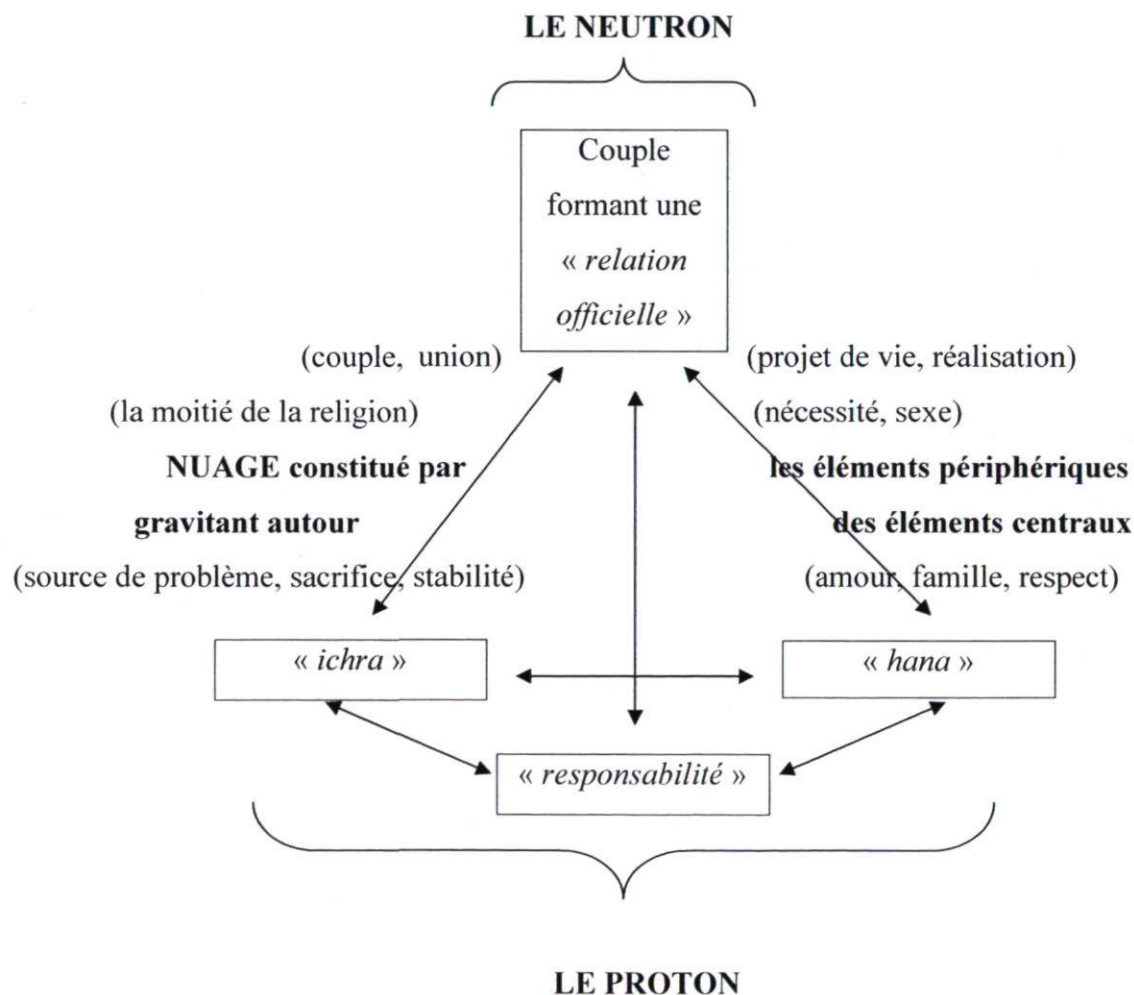 LE NEUTRON
Couple
formant une
« relation
officielle »
(couple, union) (projet de vie, réalisation)
(la moitié de la religion) (nécessité, sexe)
NUAGE constitué par les éléments périphériques
gravitant autour des éléments centraux
(source de problème, sacrifice, stabilité) (amour, famille, respect)
« ichra » « hana »
« responsabilité »
LE PROTON